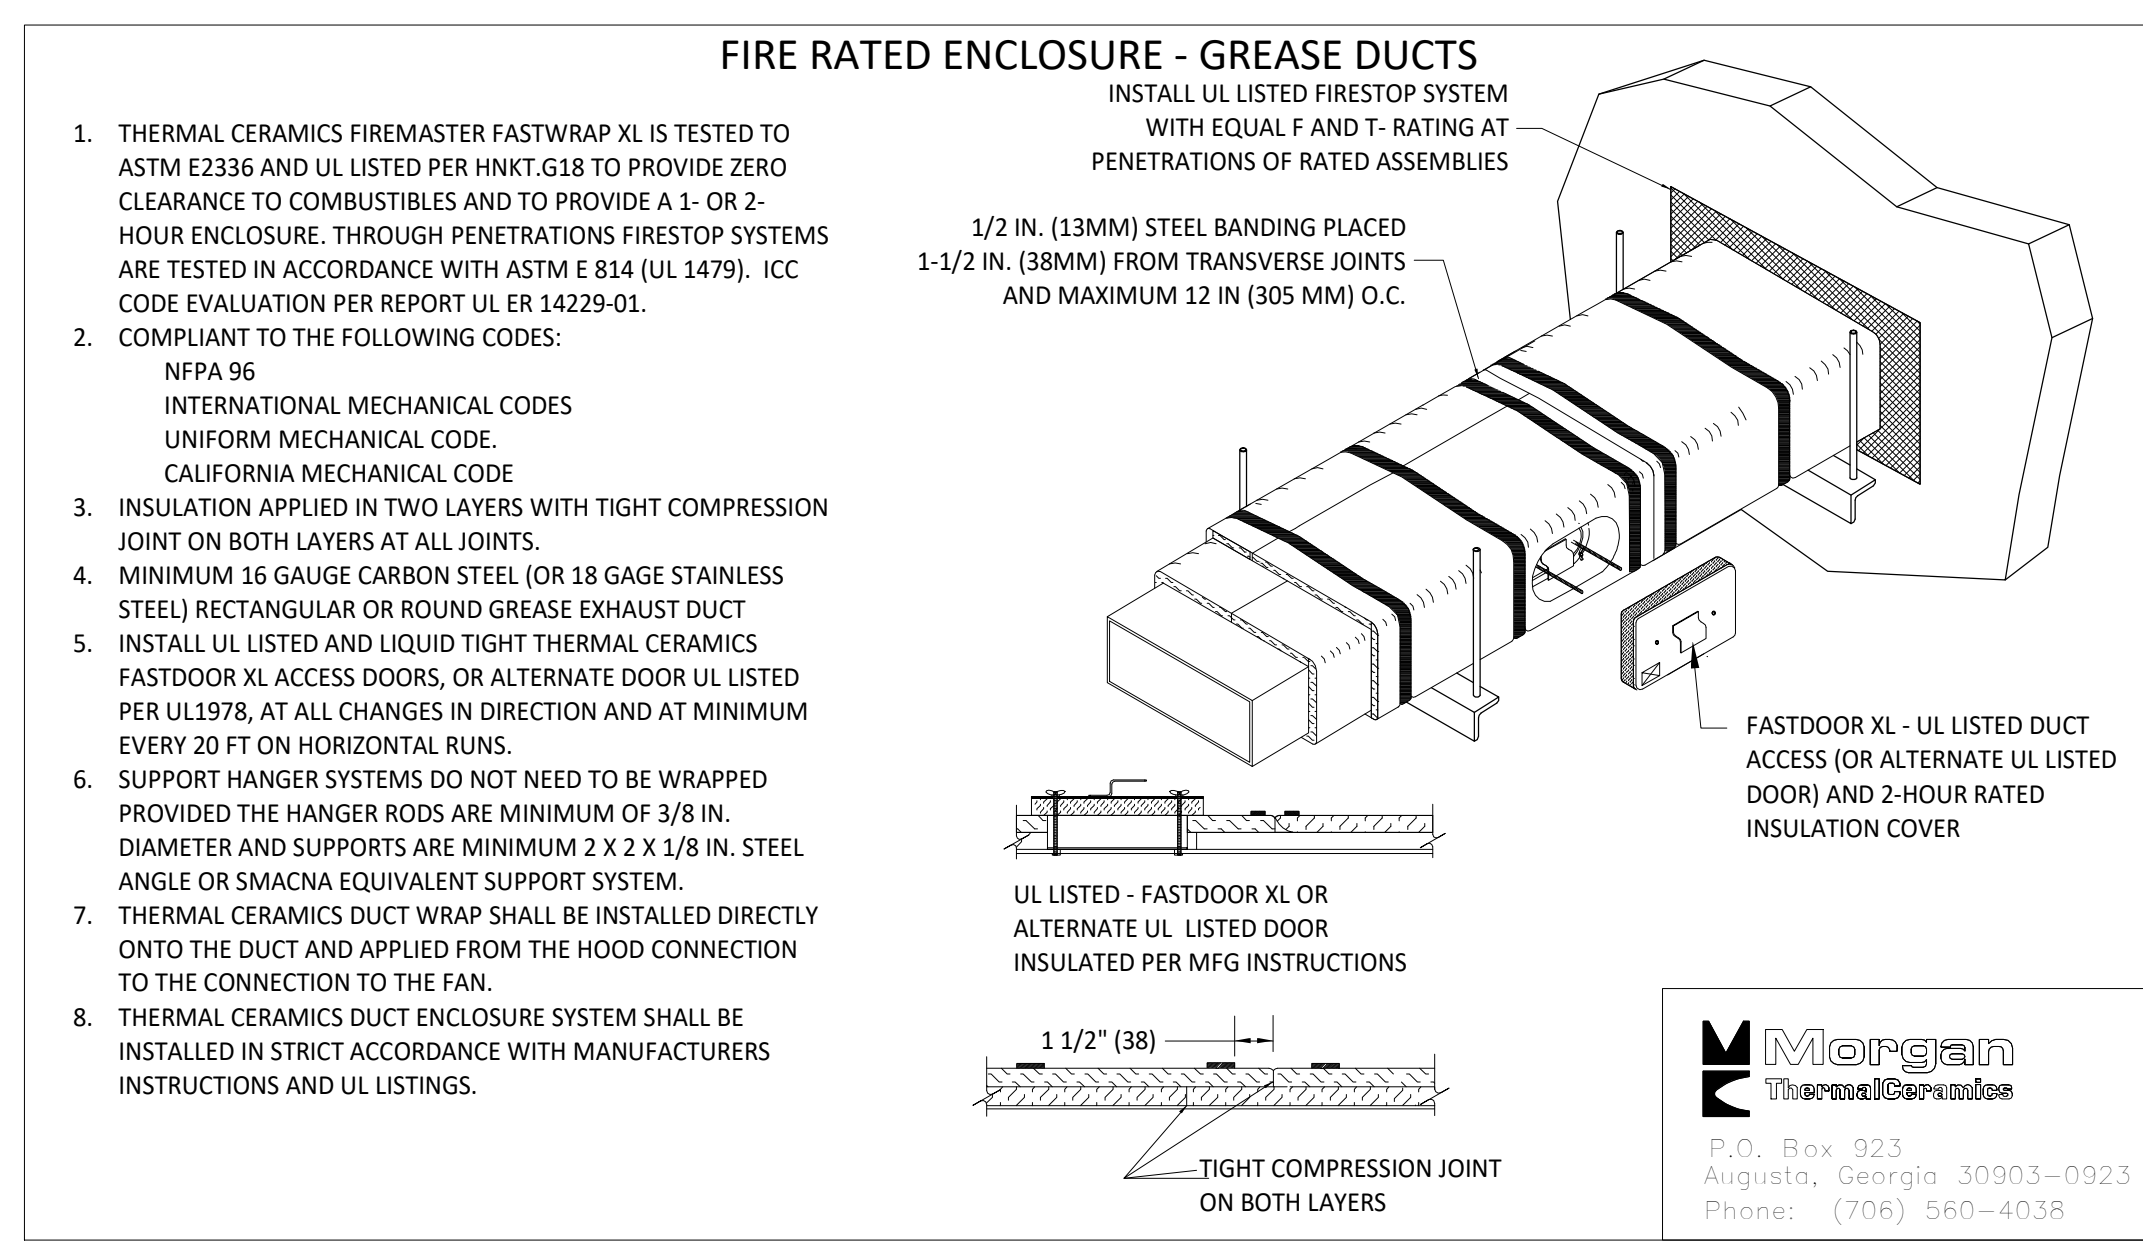 FIRE RATED ENCLOSURE - GREASE DUCTS
1. THERMAL CERAMICS FIREMASTER FASTWRAP XL IS TESTED TO
ASTM E2336 AND UL LISTED PER HNKT.G18 TO PROVIDE ZERO
CLEARANCE TO COMBUSTIBLES AND TO PROVIDE A 1- OR 2-
HOUR ENCLOSURE. THROUGH PENETRATIONS FIRESTOP SYSTEMS
ARE TESTED IN ACCORDANCE WITH ASTM E 814 (UL 1479). ICC
CODE EVALUATION PER REPORT UL ER 14229-01.
2. COMPLIANT TO THE FOLLOWING CODES:
NFPA 96
INTERNATIONAL MECHANICAL CODES
UNIFORM MECHANICAL CODE.
CALIFORNIA MECHANICAL CODE
3. INSULATION APPLIED IN TWO LAYERS WITH TIGHT COMPRESSION
JOINT ON BOTH LAYERS AT ALL JOINTS.
4. MINIMUM 16 GAUGE CARBON STEEL (OR 18 GAGE STAINLESS
STEEL) RECTANGULAR OR ROUND GREASE EXHAUST DUCT
5. INSTALL UL LISTED AND LIQUID TIGHT THERMAL CERAMICS
FASTDOOR XL ACCESS DOORS, OR ALTERNATE DOOR UL LISTED
PER UL1978, AT ALL CHANGES IN DIRECTION AND AT MINIMUM
EVERY 20 FT ON HORIZONTAL RUNS.
6. SUPPORT HANGER SYSTEMS DO NOT NEED TO BE WRAPPED
PROVIDED THE HANGER RODS ARE MINIMUM OF 3/8 IN.
DIAMETER AND SUPPORTS ARE MINIMUM 2 X 2 X 1/8 IN. STEEL
ANGLE OR SMACNA EQUIVALENT SUPPORT SYSTEM.
7. THERMAL CERAMICS DUCT WRAP SHALL BE INSTALLED DIRECTLY
ONTO THE DUCT AND APPLIED FROM THE HOOD CONNECTION
TO THE CONNECTION TO THE FAN.
8. THERMAL CERAMICS DUCT ENCLOSURE SYSTEM SHALL BE
INSTALLED IN STRICT ACCORDANCE WITH MANUFACTURERS
INSTRUCTIONS AND UL LISTINGS.
INSTALL UL LISTED FIRESTOP SYSTEM
WITH EQUAL F AND T- RATING AT
PENETRATIONS OF RATED ASSEMBLIES
1/2 IN. (13MM) STEEL BANDING PLACED
1-1/2 IN. (38MM) FROM TRANSVERSE JOINTS
AND MAXIMUM 12 IN (305 MM) O.C.
FASTDOOR XL - UL LISTED DUCT
ACCESS (OR ALTERNATE UL LISTED
DOOR) AND 2-HOUR RATED
INSULATION COVER
UL LISTED - FASTDOOR XL OR
ALTERNATE UL LISTED DOOR
INSULATED PER MFG INSTRUCTIONS
1 1/2" (38)
TIGHT COMPRESSION JOINT
ON BOTH LAYERS
Morgan
ThermalCeramics
P.O. Box 923
Augusta, Georgia 30903-0923
Phone: (706) 560-4038